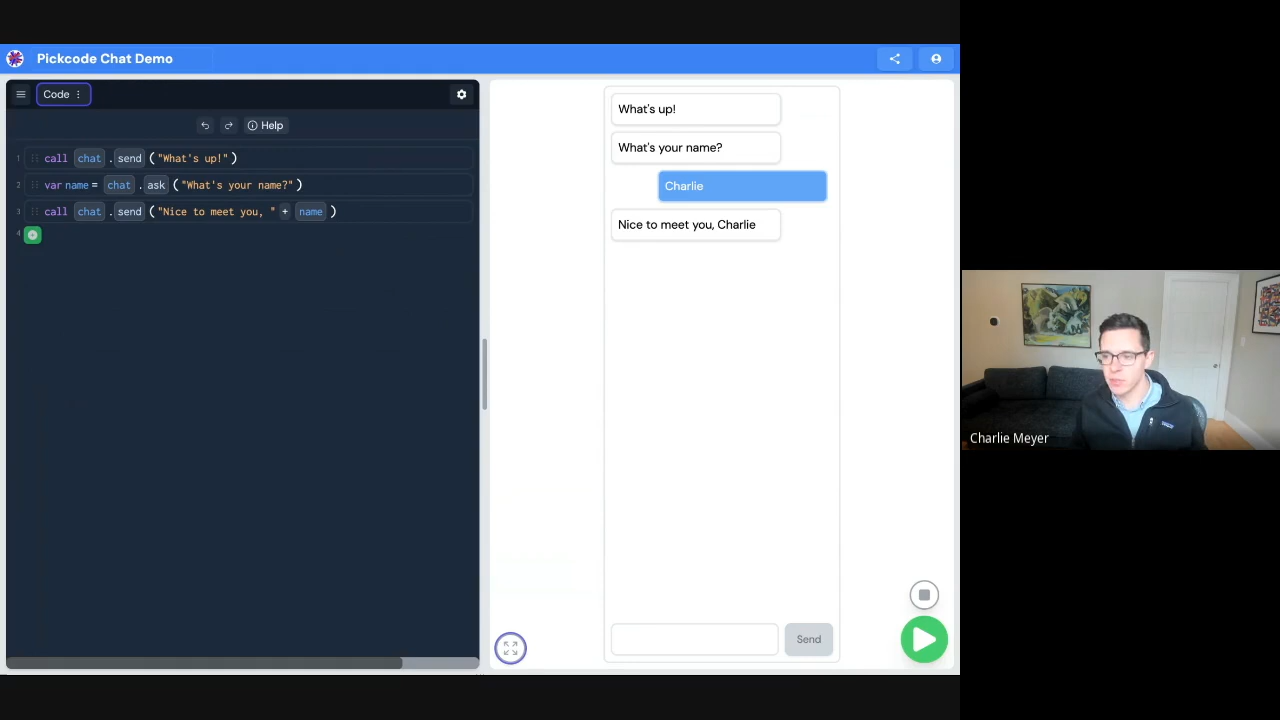 Pickcode Chat Demo
Code
Help
1 call chat .send ("What's up!")
2 var name = chat . ask ("What's your name?")
3 call chat .send ("Nice to meet you, " + name )
4
What's up!
What's your name?
Charlie
Nice to meet you, Charlie
Send
Charlie Meyer